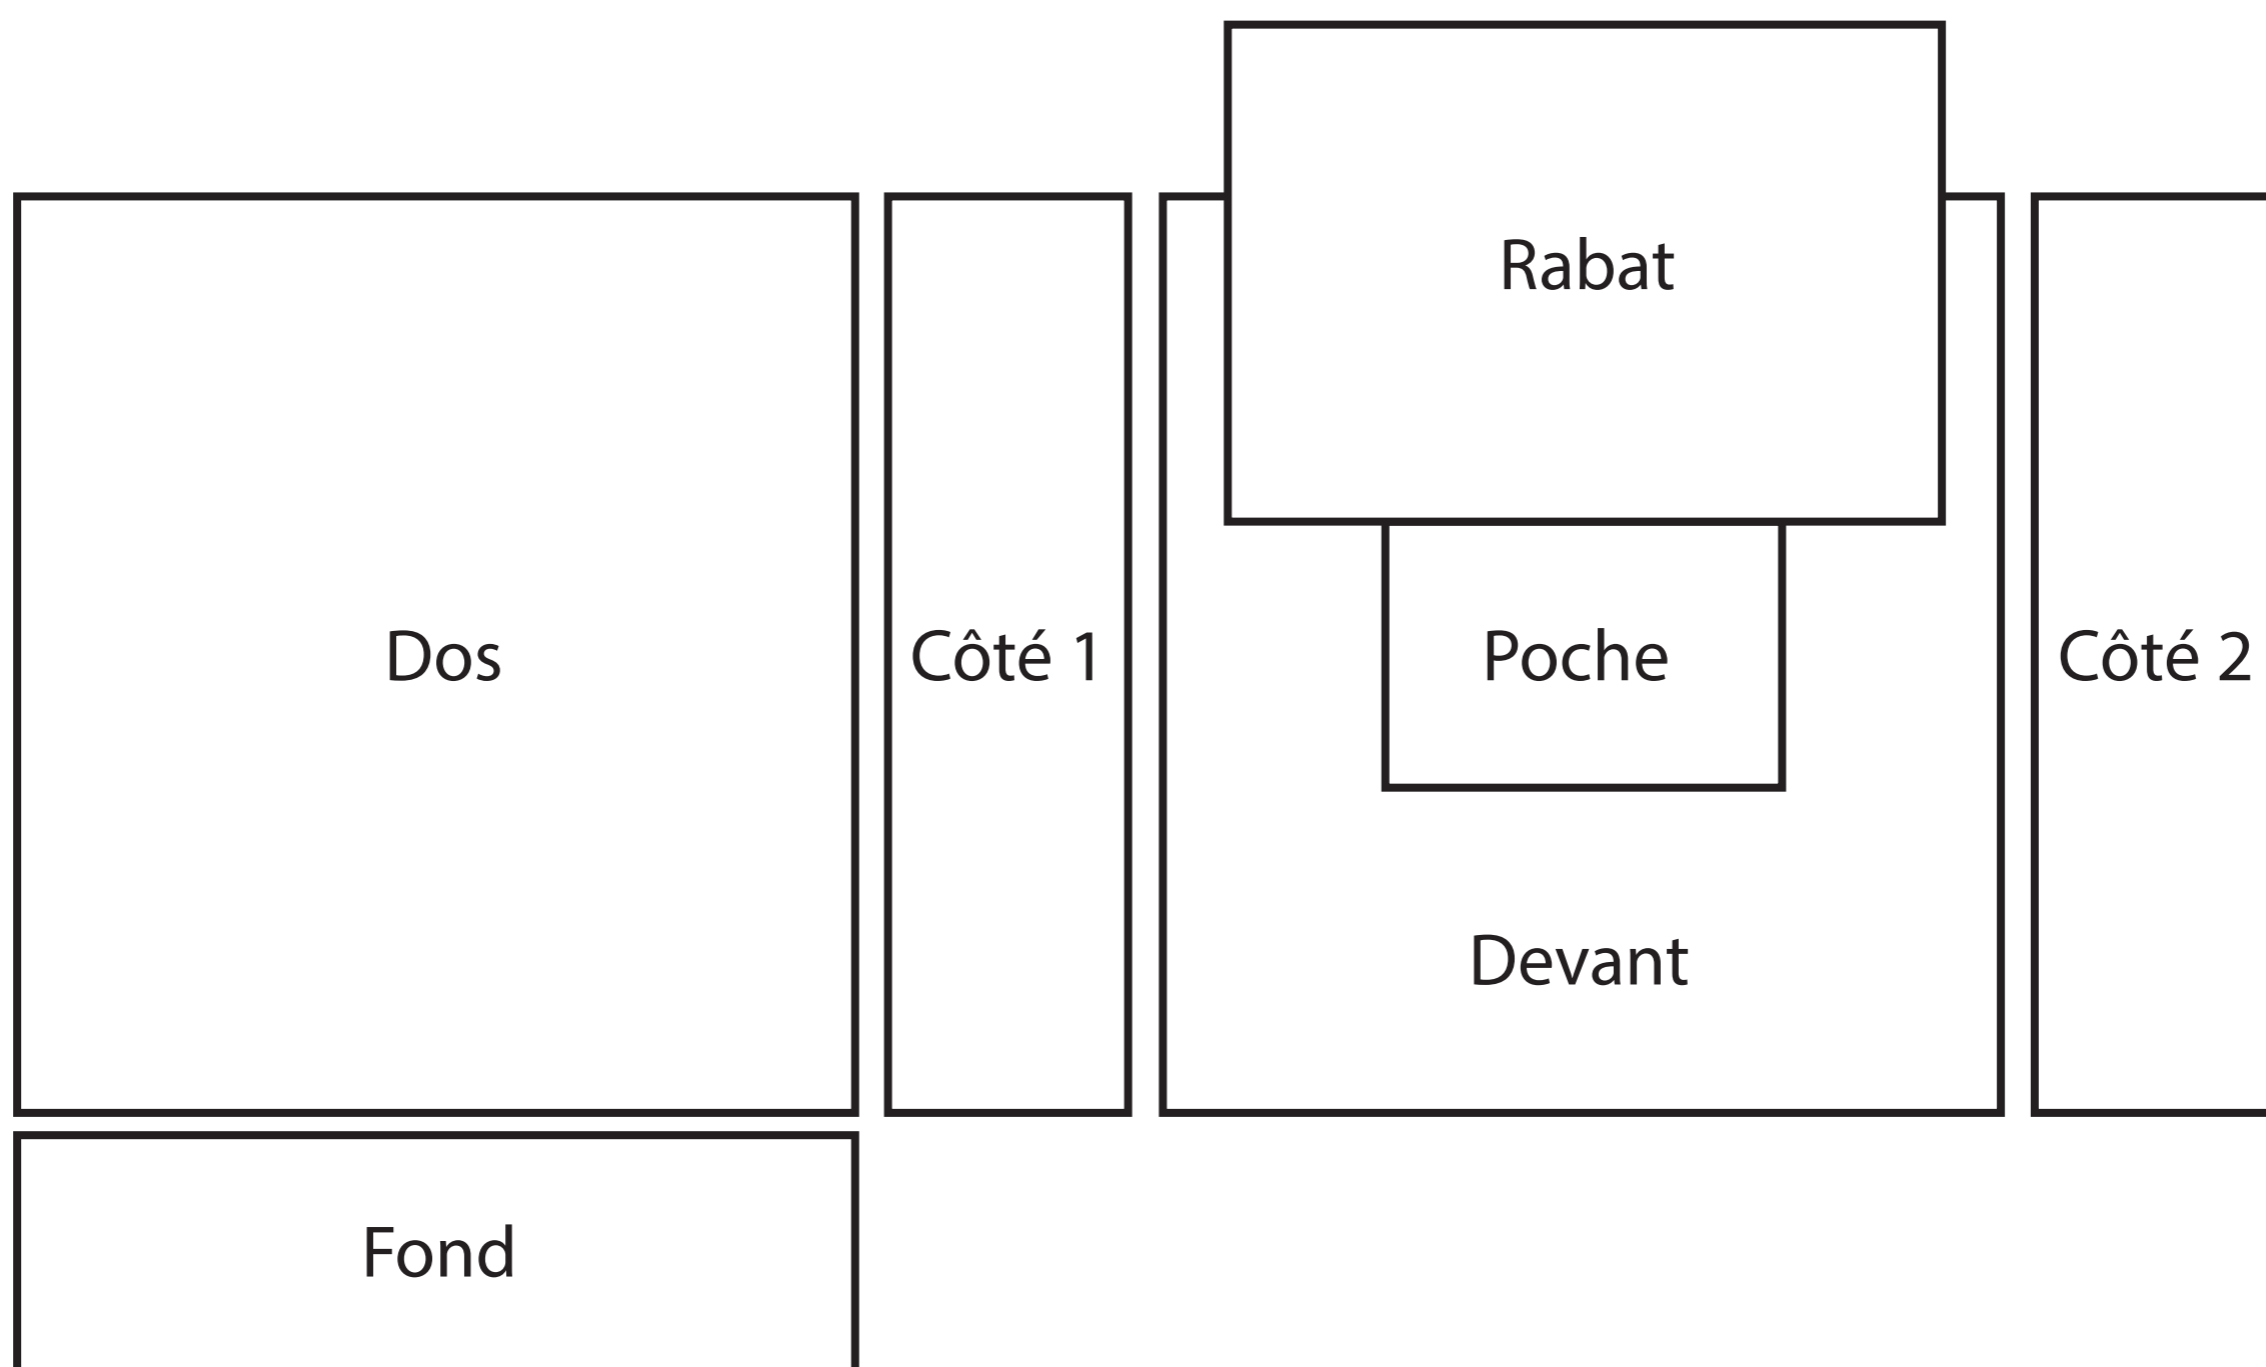 Rabat
Dos
Côté 1
Poche
Côté 2
Devant
Fond